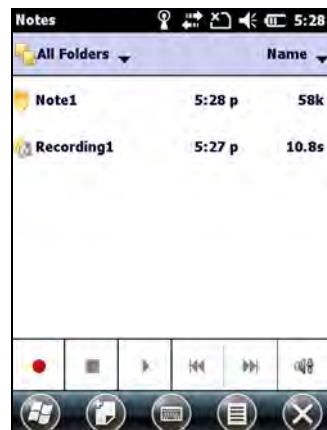 Notes 5:28
All Folders Name
Note1 5:28 p 58k
Recording1 5:27 p 10.8s